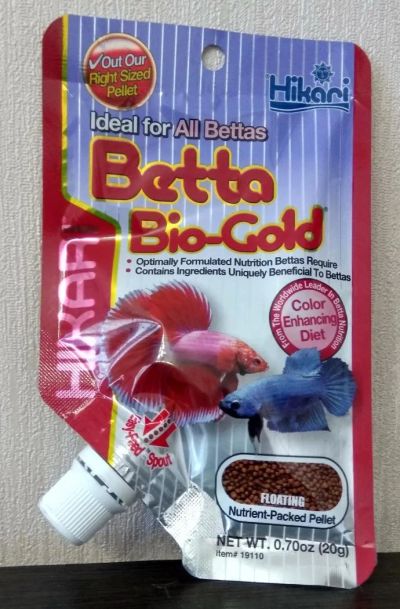 ✓Out Our
Right Sized
Pellet
Hikari
Ideal for All Bettas
Betta
Bio-Gold®
• Optimally Formulated Nutrition Bettas Require
• Contains Ingredients Uniquely Beneficial To Bettas
HIKARI
From The Worldwide Leader In Betta Nutrition
Color
Enhancing
Diet
Spout
FLOATING
Nutrient-Packed Pellet
NET WT. 0.70oz (20g)
Item# 19110